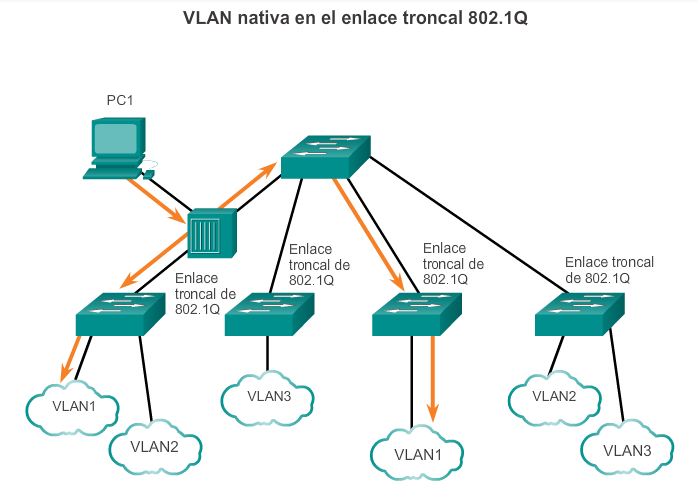 VLAN nativa en el enlace troncal 802.1Q
PC1
Enlace
troncal de
802.1Q
Enlace
troncal de
802.1Q
Enlace
troncal de
802.1Q
Enlace troncal
de 802.1Q
VLAN1
VLAN2
VLAN3
VLAN1
VLAN2
VLAN3